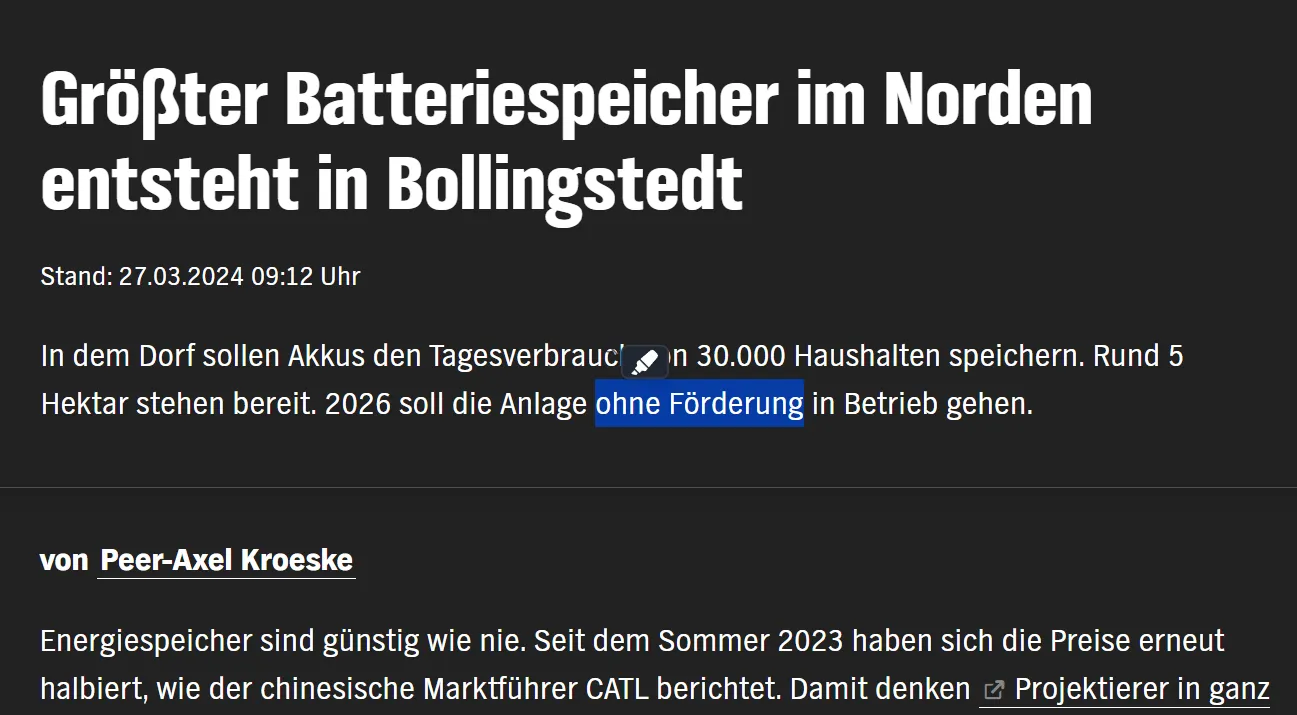 Größter Batteriespeicher im Norden
entsteht in Bollingstedt
Stand: 27.03.2024 09:12 Uhr
In dem Dorf sollen Akkus den Tagesverbrauch 30.000 Haushalten speichern. Rund 5
Hektar stehen bereit. 2026 soll die Anlage ohne Förderung in Betrieb gehen.
von Peer-Axel Kroeske
Energiespeicher sind günstig wie nie. Seit dem Sommer 2023 haben sich die Preise erneut
halbiert, wie der chinesische Marktführer CATL berichtet. Damit denken Projektierer in ganz